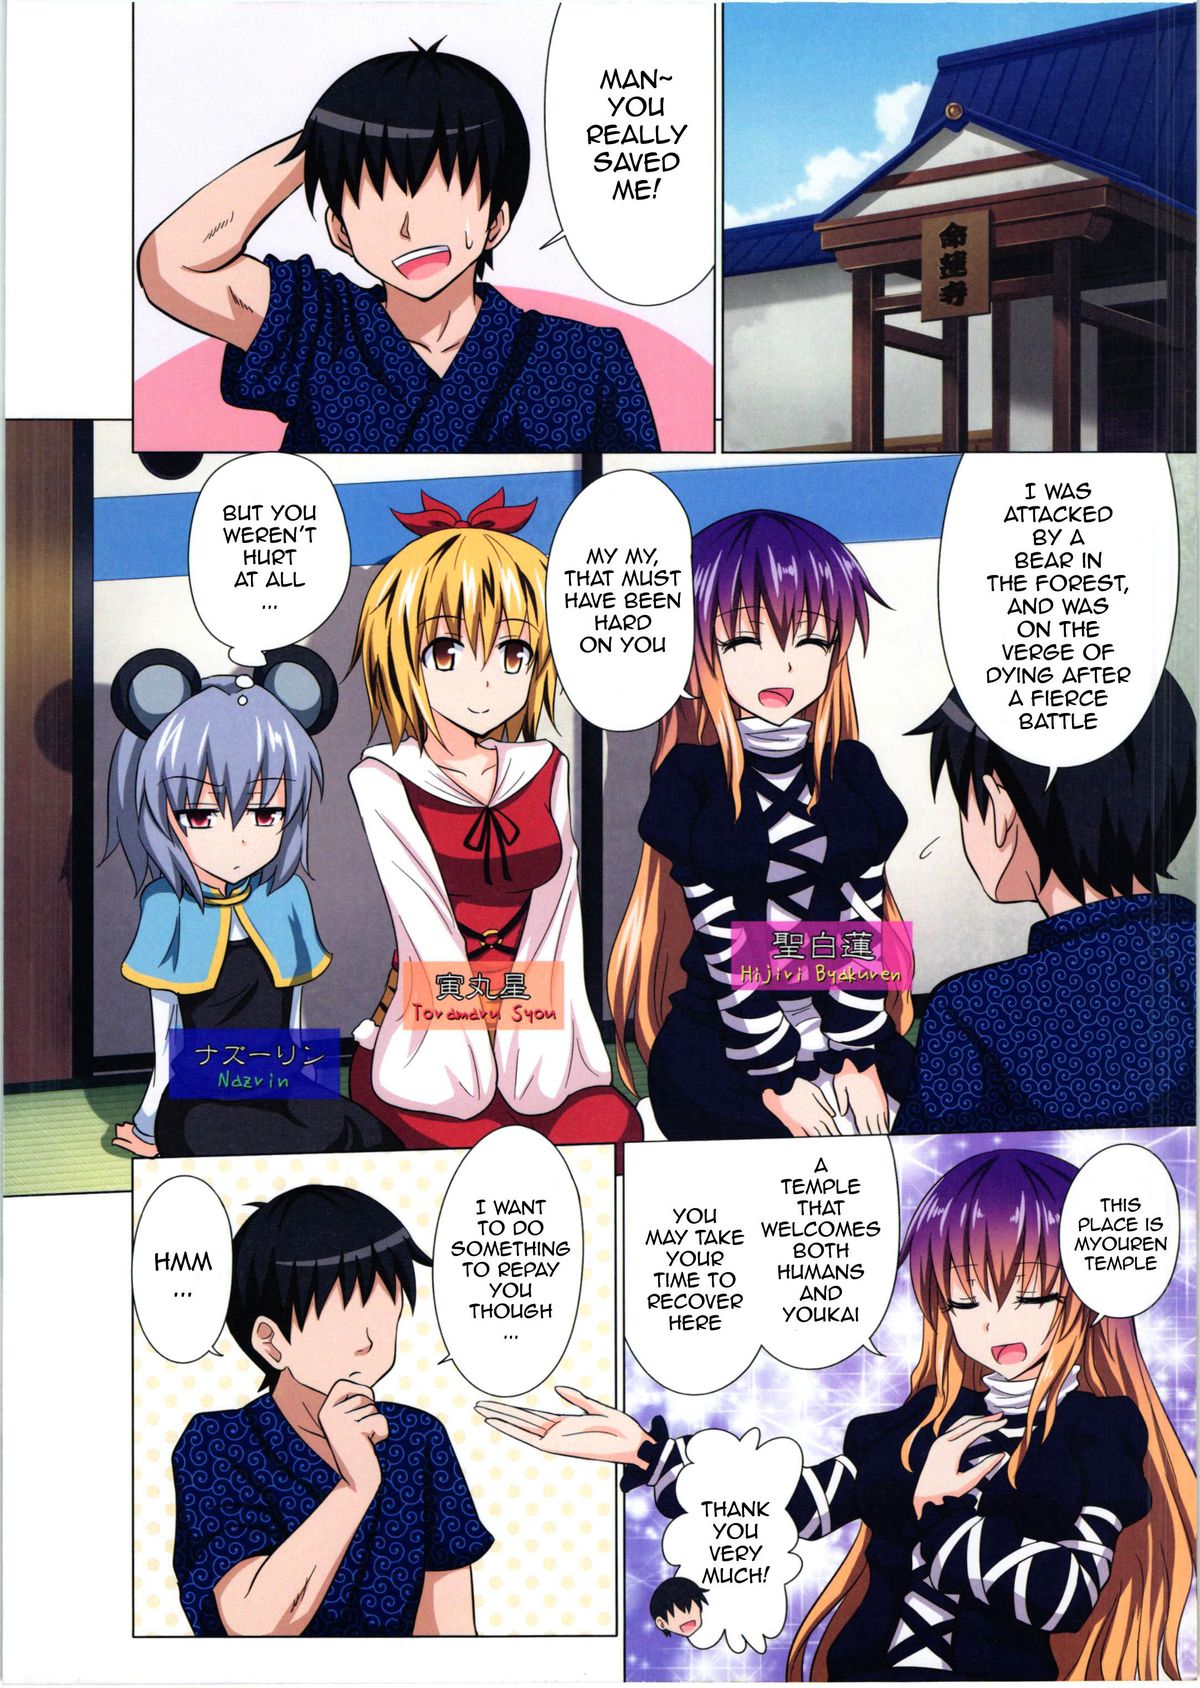 命蓮寺
MAN~
YOU
REALLY
SAVED
ME!
I WAS
ATTACKED
BY A
BEAR IN
THE FOREST,
AND WAS
ON THE
VERGE OF
DYING AFTER
A FIERCE
BATTLE
MY MY,
THAT MUST
HAVE BEEN
HARD
ON YOU
BUT YOU
WEREN'T
HURT
AT ALL
...
聖白蓮
Hijiri Byakuren
寅丸星
Toramaru Syou
ナズーリン
Nazrin
THIS
PLACE IS
MYOUREN
TEMPLE
A
TEMPLE
THAT
WELCOMES
BOTH
HUMANS
AND
YOUKAI
YOU
MAY TAKE
YOUR
TIME TO
RECOVER
HERE
THANK
YOU
VERY
MUCH!
I WANT
TO DO
SOMETHING
TO REPAY
YOU
THOUGH
...
HMM
...